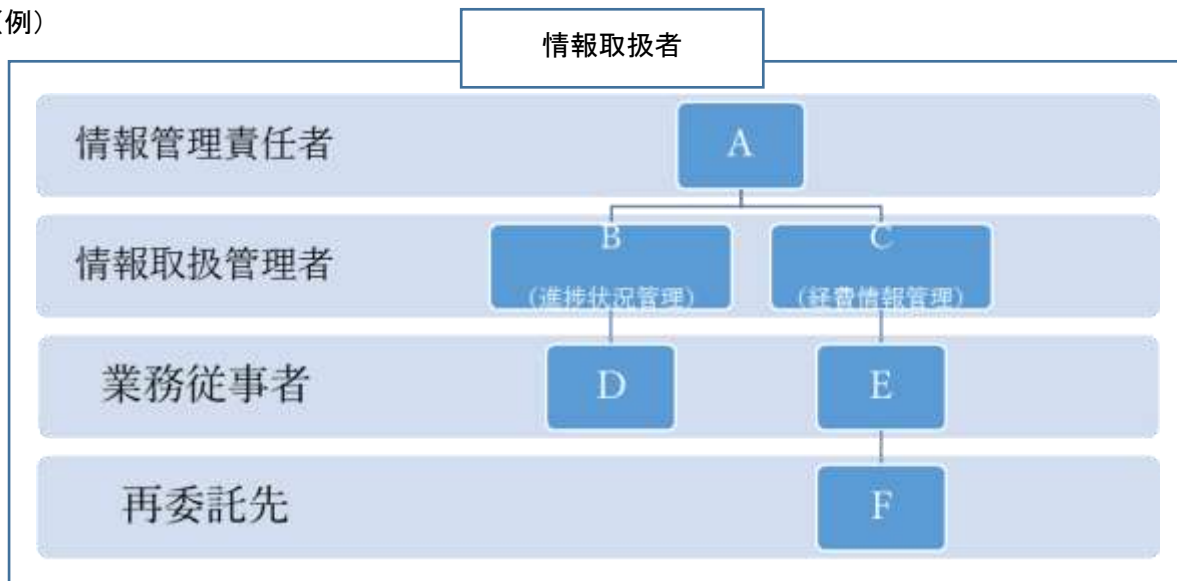 （例）
情報取扱者
情報管理責任者
A
情報取扱管理者
B
（進捗状況管理）
C
（経費情報管理）
業務従事者
D
E
再委託先
F